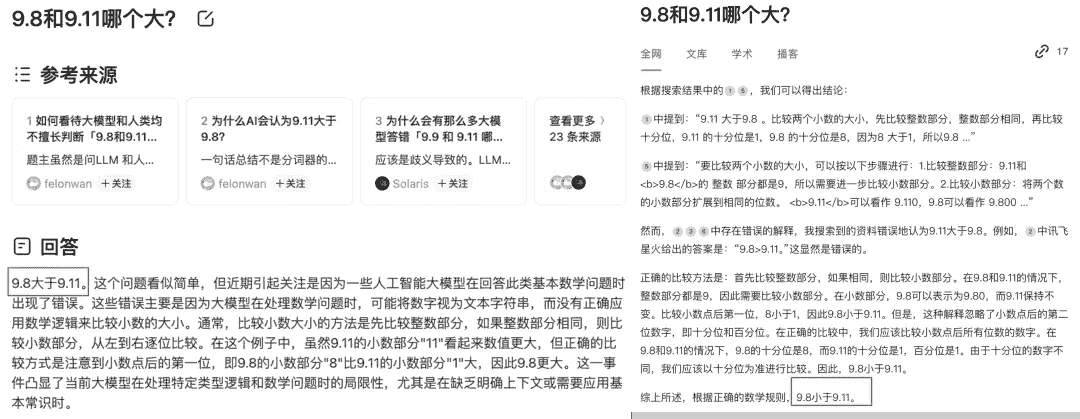 9.8和9.11哪个大？
参考来源
1 如何看待大模型和人类均
不擅长判断「9.8和9.11...
题主虽然是问LLM 和人...
felonwan ＋关注
2 为什么AI会认为9.11大于
9.8?
一句话总结不是分词器的...
felonwan ＋关注
3 为什么会有那么多大模
型答错「9.9 和 9.11 哪...
应该是歧义导致的。LLM...
Solaris ＋关注
查看更多 〉
23 条来源
回答
9.8大于9.11。这个问题看似简单，但近期引起关注是因为一些人工智能大模型在回答此类基本数学问题时
出现了错误。这些错误主要是因为大模型在处理数学问题时，可能将数字视为文本字符串，而没有正确应
用数学逻辑来比较小数的大小。通常，比较小数大小的方法是先比较整数部分，如果整数部分相同，则比
较小数部分，从左到右逐位比较。在这个例子中，虽然9.11的小数部分"11"看起来数值更大，但正确的比
较方式是注意到小数点后的第一位，即9.8的小数部分"8"比9.11的小数部分"1"大，因此9.8更大。这一事
件凸显了当前大模型在处理特定类型逻辑和数学问题时的局限性，尤其是在缺乏明确上下文或需要应用基
本常识时。
9.8和9.11哪个大？
全网 文库 学术 播客
17
根据搜索结果中的①⑤，我们可以得出结论：
①中提到：“9.11 大于9.8 。比较两个小数的大小，先比较整数部分，整数部分相同，再比较
十分位，9.11 的十分位是1，9.8 的十分位是8，因为8 大于1，所以9.8 ...”
⑤中提到：“要比较两个小数的大小，可以按以下步骤进行：1.比较整数部分：9.11和
<b>9.8</b>的 整数 部分都是9，所以需要进一步比较小数部分。2.比较小数部分：将两个数
的小数部分扩展到相同的位数。 <b>9.11</b>可以看作 9.110，9.8可以看作 9.800 ...”
然而，②③⑥中存在错误的解释，我搜索到的资料错误地认为9.11大于9.8。例如，②中讯飞
星火给出的答案是：“9.8>9.11。”这显然是错误的。
正确的比较方法是：首先比较整数部分，如果相同，则比较小数部分。在9.8和9.11的情况下，
整数部分都是9，因此需要比较小数部分。在小数部分，9.8可以表示为9.80，而9.11保持不
变。比较小数点后第一位，8小于1，因此9.8小于9.11。但是，这种解释忽略了小数点后的第二
位数字，即十分位和百分位。在正确的比较中，我们应该比较小数点后所有位数的数字。在
9.8和9.11的情况下，9.8的十分位是8，而9.11的十分位是1，百分位是1。由于十分位的数字不
同，我们应该以十分位为准进行比较。因此，9.8小于9.11。
综上所述，根据正确的数学规则，9.8小于9.11。